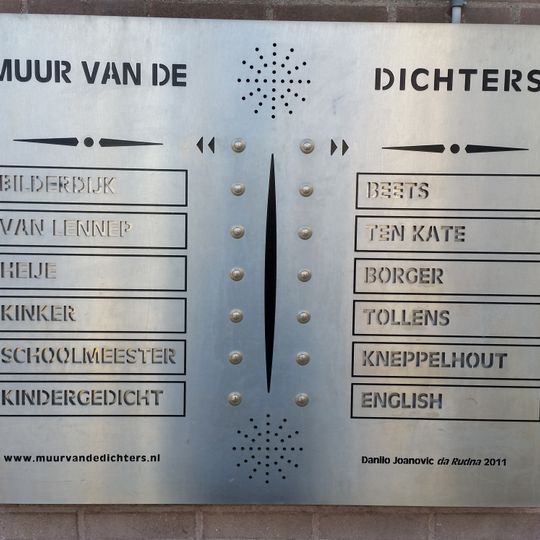 MUUR VAN DE DICHTERS
BILDERDIJK
VAN LENNEP
HEIJE
KINKER
SCHOOLMEESTER
KINDERGEDICHT
BEETS
TEN KATE
BORGER
TOLLENS
KNEPPELHOUT
ENGLISH
www.muurvandedichters.nl
Danilo Joanovic da Rudna 2011